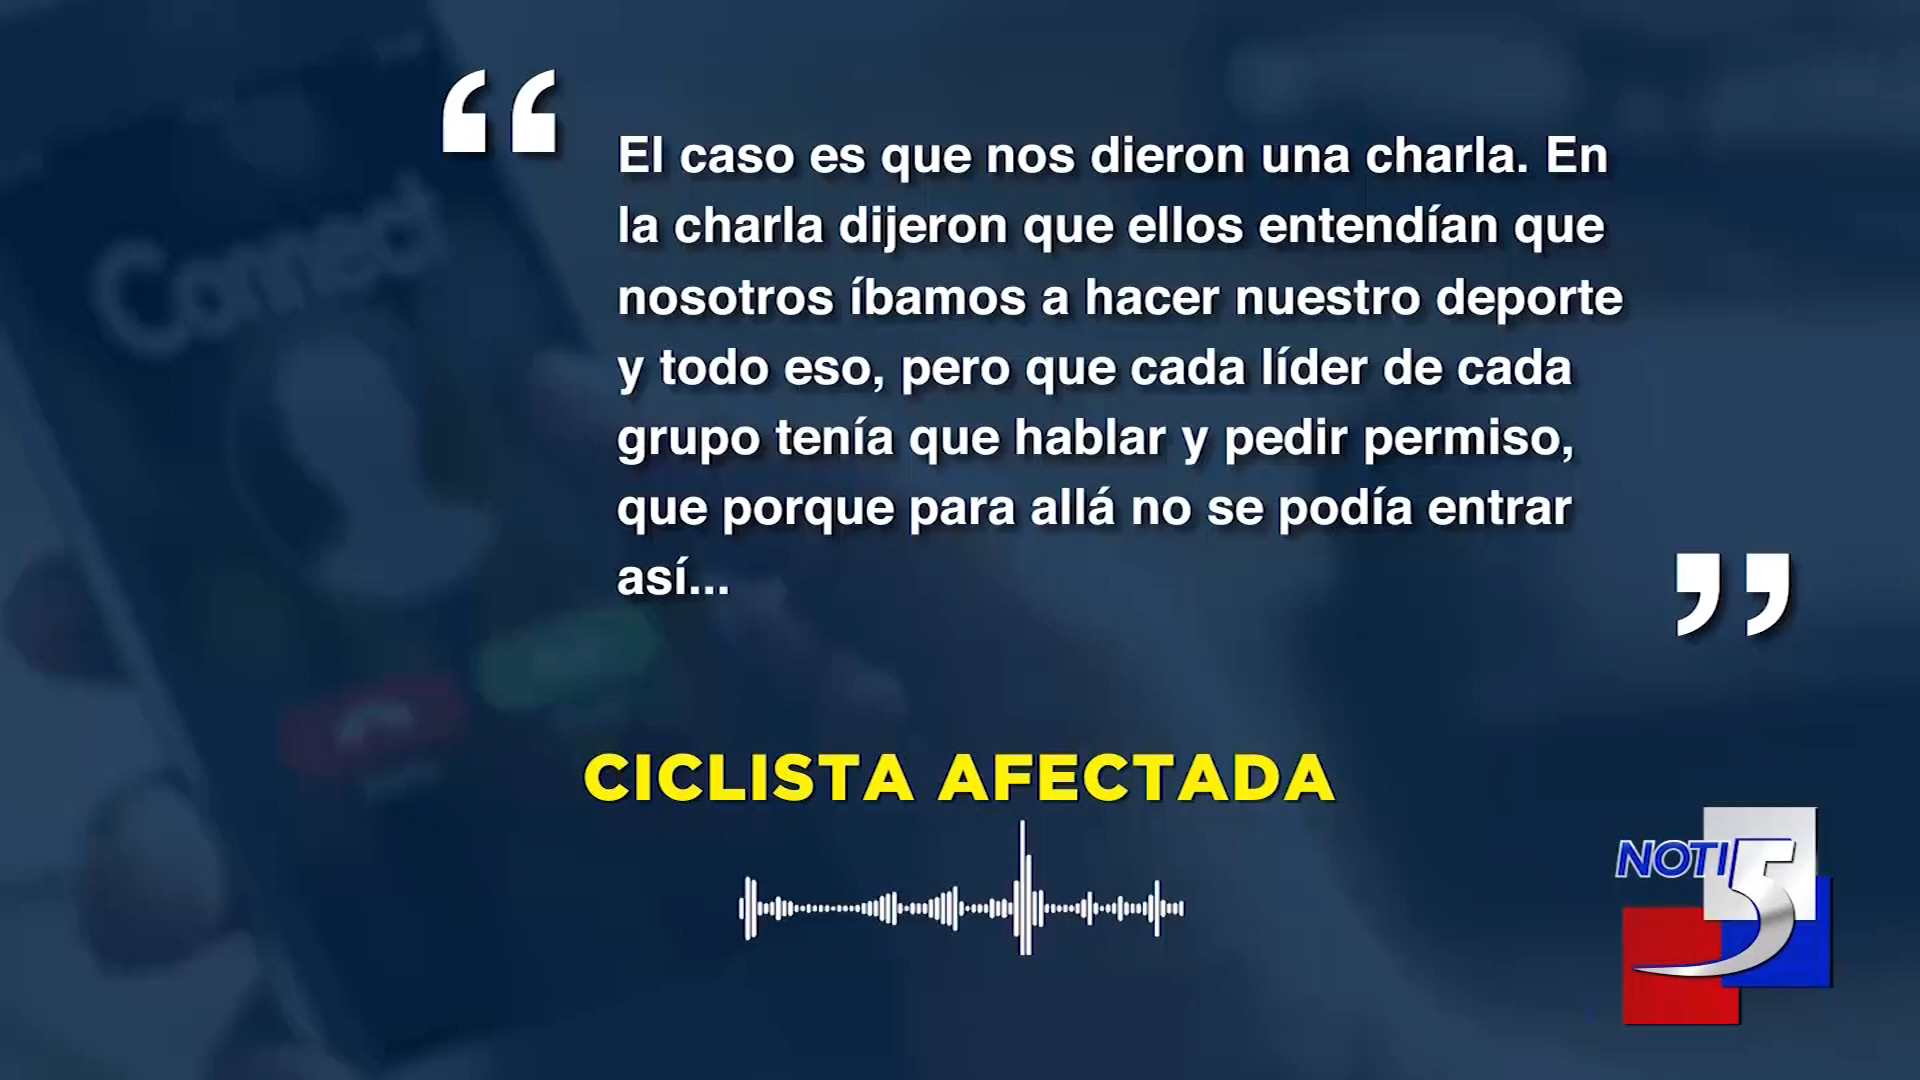 Connect
“
El caso es que nos dieron una charla. En
la charla dijeron que ellos entendían que
nosotros íbamos a hacer nuestro deporte
y todo eso, pero que cada líder de cada
grupo tenía que hablar y pedir permiso,
que porque para allá no se podía entrar
así...
”
CICLISTA AFECTADA
NOTI5